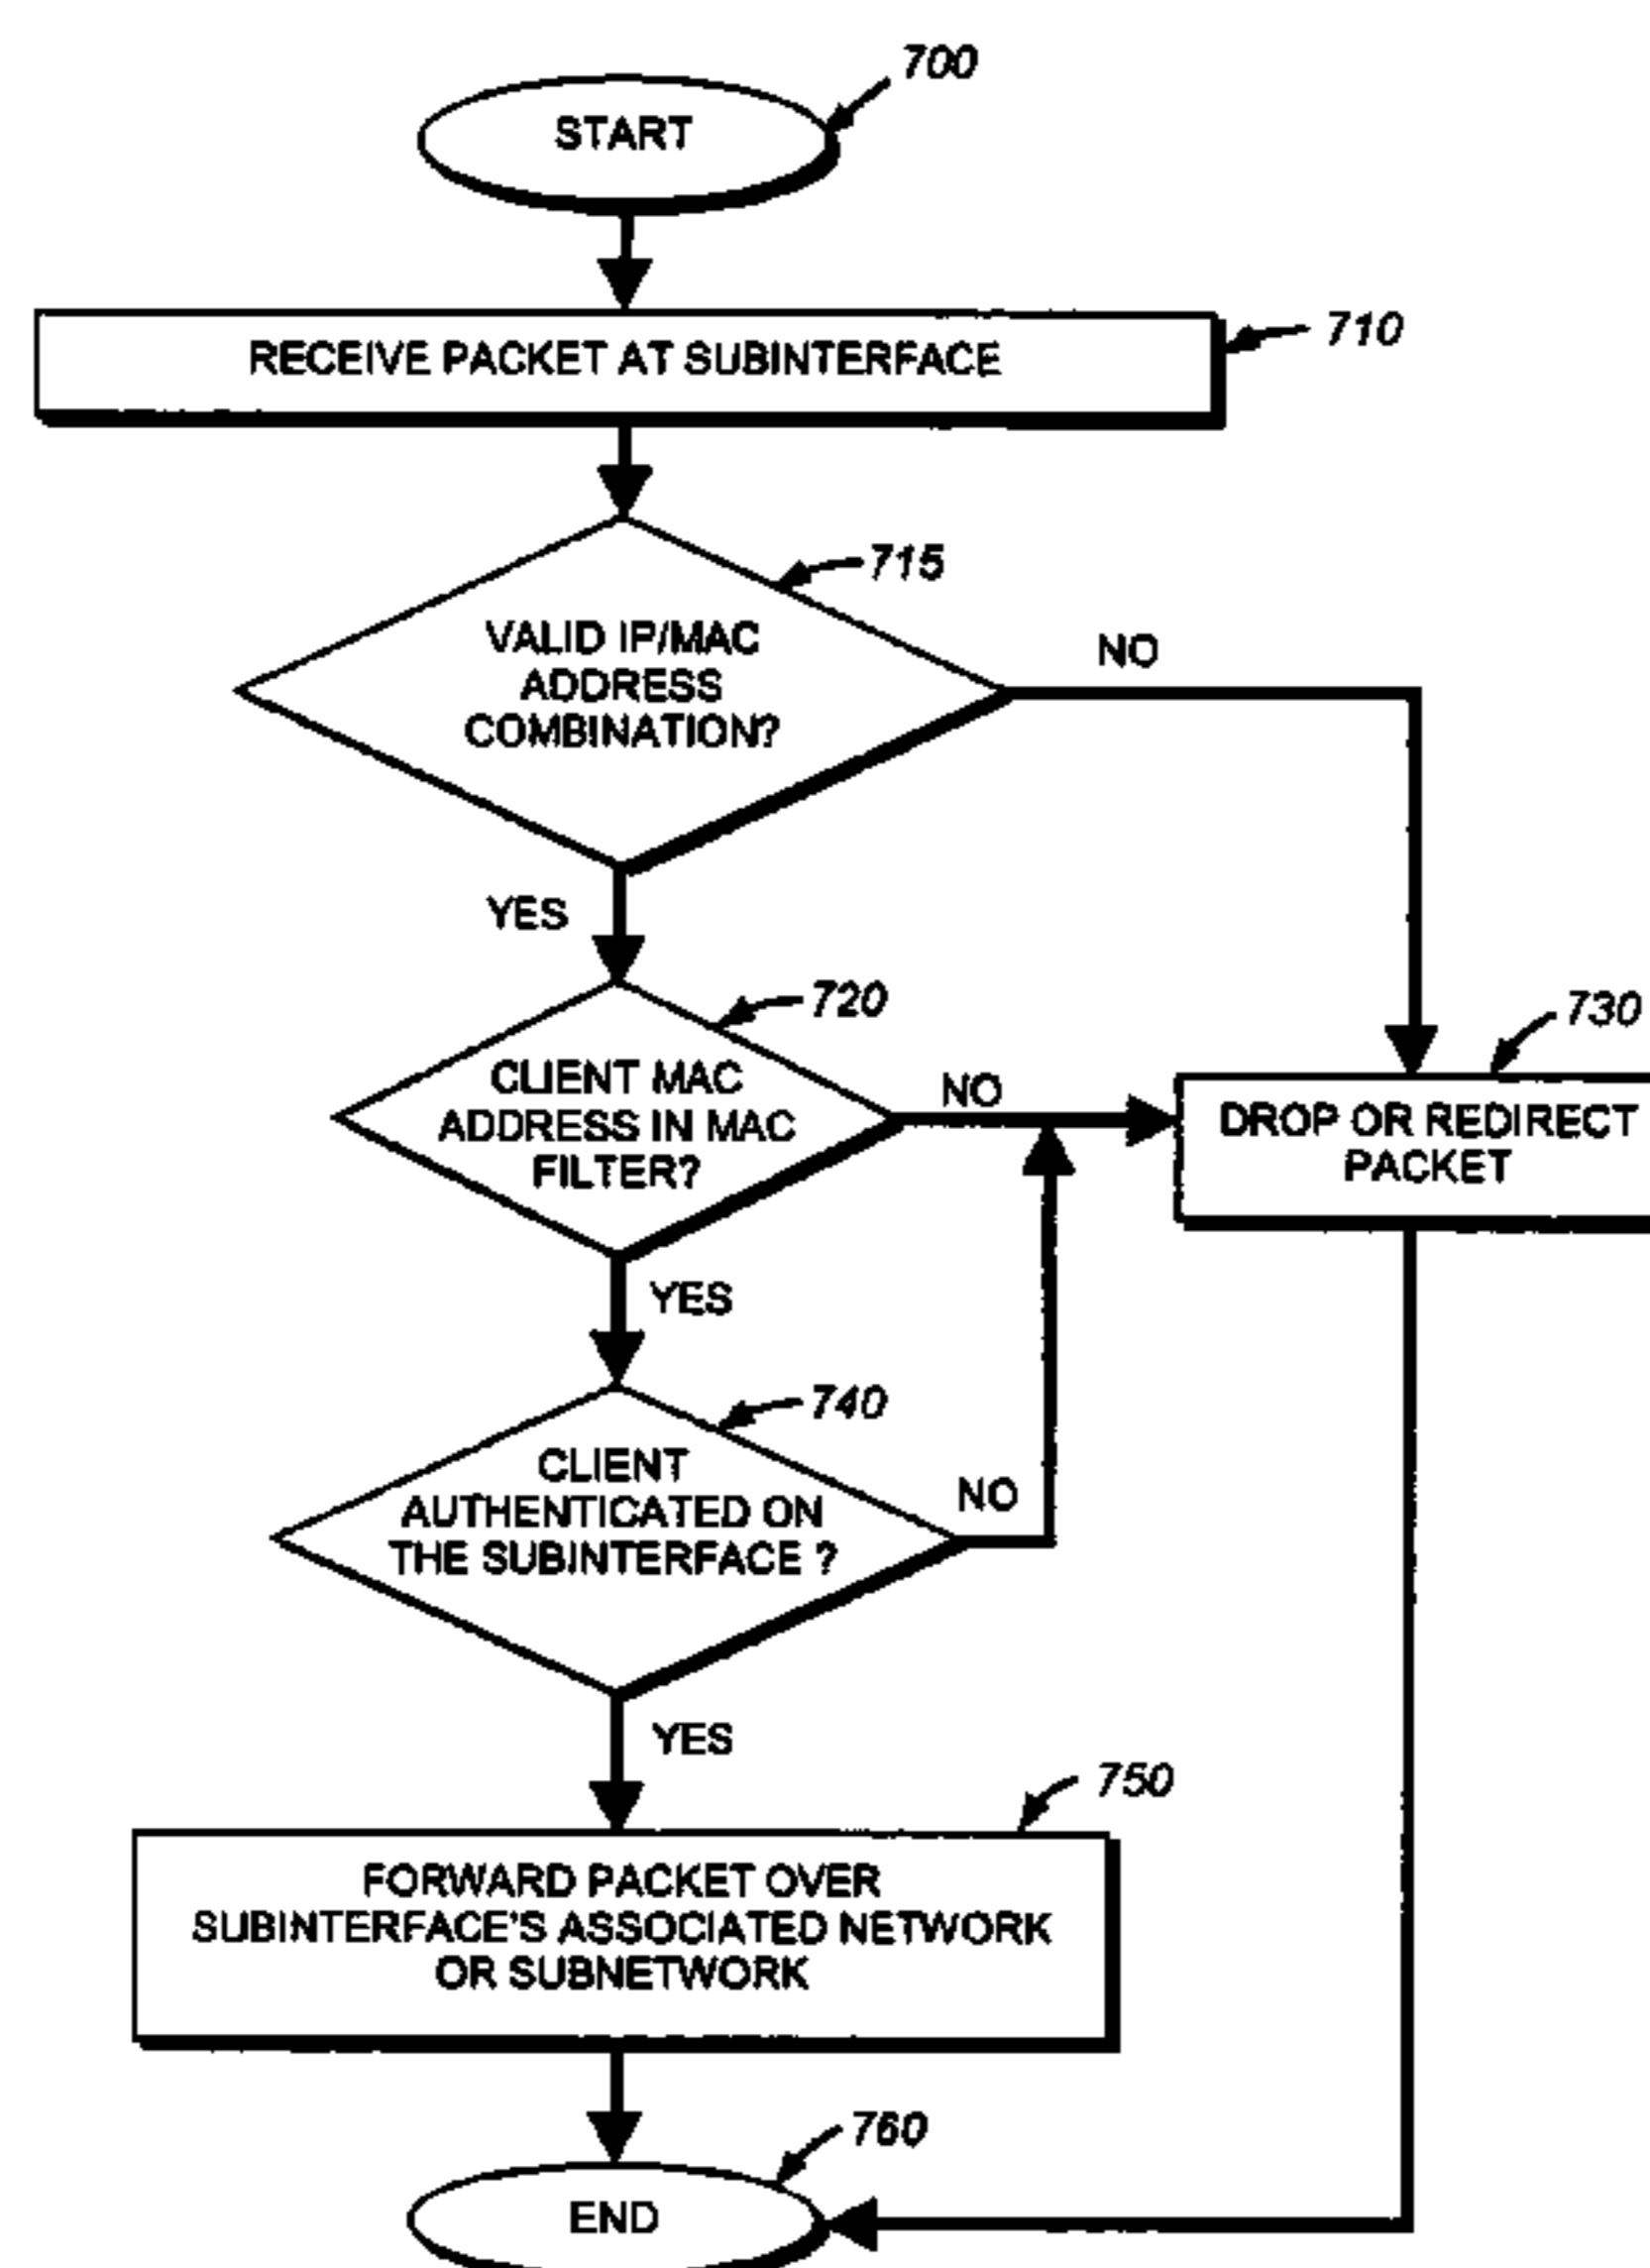 700
START
RECEIVE PACKET AT SUBINTERFACE
710
715
VALID IP/MAC
ADDRESS
COMBINATION?
NO
YES
720
730
CLIENT MAC
ADDRESS IN MAC
FILTER?
NO
DROP OR REDIRECT
PACKET
YES
740
CLIENT
AUTHENTICATED ON
THE SUBINTERFACE ?
NO
YES
750
FORWARD PACKET OVER
SUBINTERFACE'S ASSOCIATED NETWORK
OR SUBNETWORK
760
END